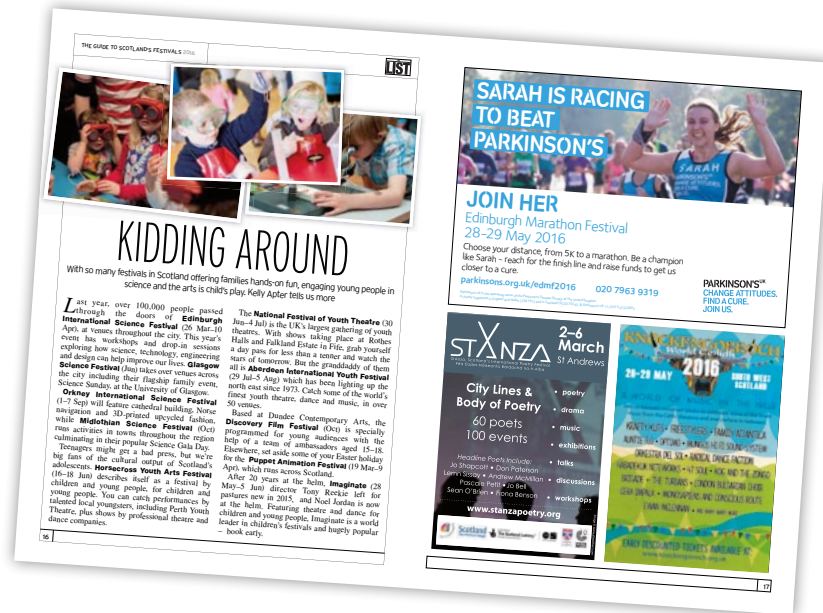 THE GUIDE TO SCOTLAND'S FESTIVALS 2016
THE LIST
KIDDING AROUND
With so many festivals in Scotland offering families hands-on fun, engaging young people in
science and the arts is child's play. Kelly Apter tells us more
Last year, over 100,000 people passed
through the doors of Edinburgh
International Science Festival (26 Mar–10
Apr), at venues throughout the city. This year's
event has workshops and drop-in sessions
exploring how science, technology, engineering
and design can help improve our lives. Glasgow
Science Festival (Jun) takes over venues across
the city including their flagship family event,
Science Sunday, at the University of Glasgow.
Orkney International Science Festival
(1–7 Sep) will feature cathedral building, Norse
navigation and 3D-printed upcycled fashion,
while Midlothian Science Festival (Oct)
runs activities in towns throughout the region
culminating in their popular Science Gala Day.
Teenagers might get a bad press, but we're
big fans of the cultural output of Scotland's
adolescents. Horsecross Youth Arts Festival
(16–18 Jun) describes itself as a festival by
children and young people, for children and
young people. You can catch performances by
talented local youngsters, including Perth Youth
Theatre, plus shows by professional theatre and
dance companies.
The National Festival of Youth Theatre (30
Jun–4 Jul) is the UK's largest gathering of youth
theatres. With shows taking place at Rothes
Halls and Falkland Estate in Fife, grab yourself
a day pass for less than a tenner and watch the
stars of tomorrow. But the granddaddy of them
all is Aberdeen International Youth Festival
(29 Jul–5 Aug) which has been lighting up the
north east since 1973. Catch some of the world's
finest youth theatre, dance and music, in over
50 venues.
Based at Dundee Contemporary Arts, the
Discovery Film Festival (Oct) is specially
programmed for young audiences with the
help of a team of ambassadors aged 15–18.
Elsewhere, set aside some of your Easter holiday
for the Puppet Animation Festival (19 Mar–9
Apr), which runs across Scotland.
After 20 years at the helm, Imaginate (28
May–5 Jun) director Tony Reekie left for
pastures new in 2015, and Noel Jordan is now
at the helm. Featuring theatre and dance for
children and young people, Imaginate is a world
leader in children's festivals and hugely popular
– book early.
16
SARAH IS RACING
TO BEAT
PARKINSON'S
SARAH
JOIN HER
Edinburgh Marathon Festival
28-29 May 2016
Choose your distance, from 5K to a marathon. Be a champion
like Sarah – reach for the finish line and raise funds to get us
closer to a cure.
parkinsons.org.uk/edmf2016 020 7963 9319
PARKINSON'S UK
CHANGE ATTITUDES.
FIND A CURE.
JOIN US.
STANZA
2–6
March
St Andrews
City Lines &
Body of Poetry
60 poets
100 events
• poetry
• drama
• music
• exhibitions
• talks
• discussions
• workshops
Headline Poets Include:
Jo Shapcott • Don Paterson
Lemn Sissay • Andrew McMillan
Pascale Petit • Jo Bell
Sean O'Brien • Fiona Benson
www.stanzapoetry.org
KNOCKENGORROCH
World Ceilidh
26-29 MAY
2016
SOUTH WEST
SCOTLAND
EARLY DISCOUNTED TICKETS AVAILABLE AT:
www.knockengorroch.org.uk
17